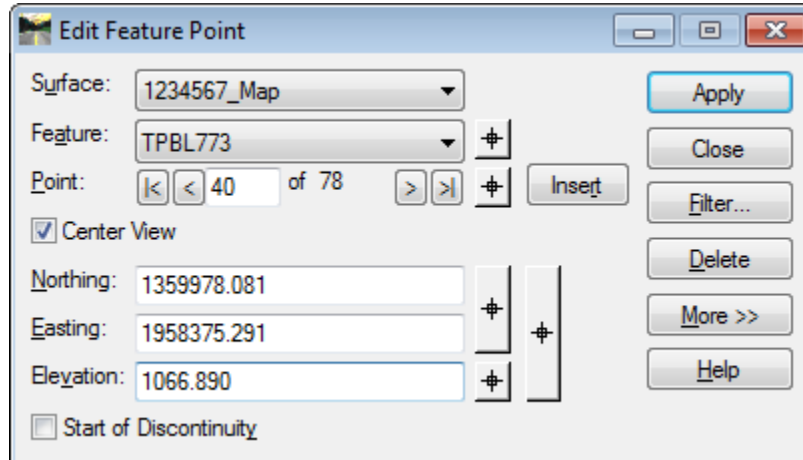 Edit Feature Point
Surface: 1234567_Map Apply
Feature: TPBL773 Close
Point: |< < 40 of 78 > >| Insert Filter...
Center View
Delete
Northing: 1359978.081
Easting: 1958375.291 More >>
Elevation: 1066.890 Help
Start of Discontinuity